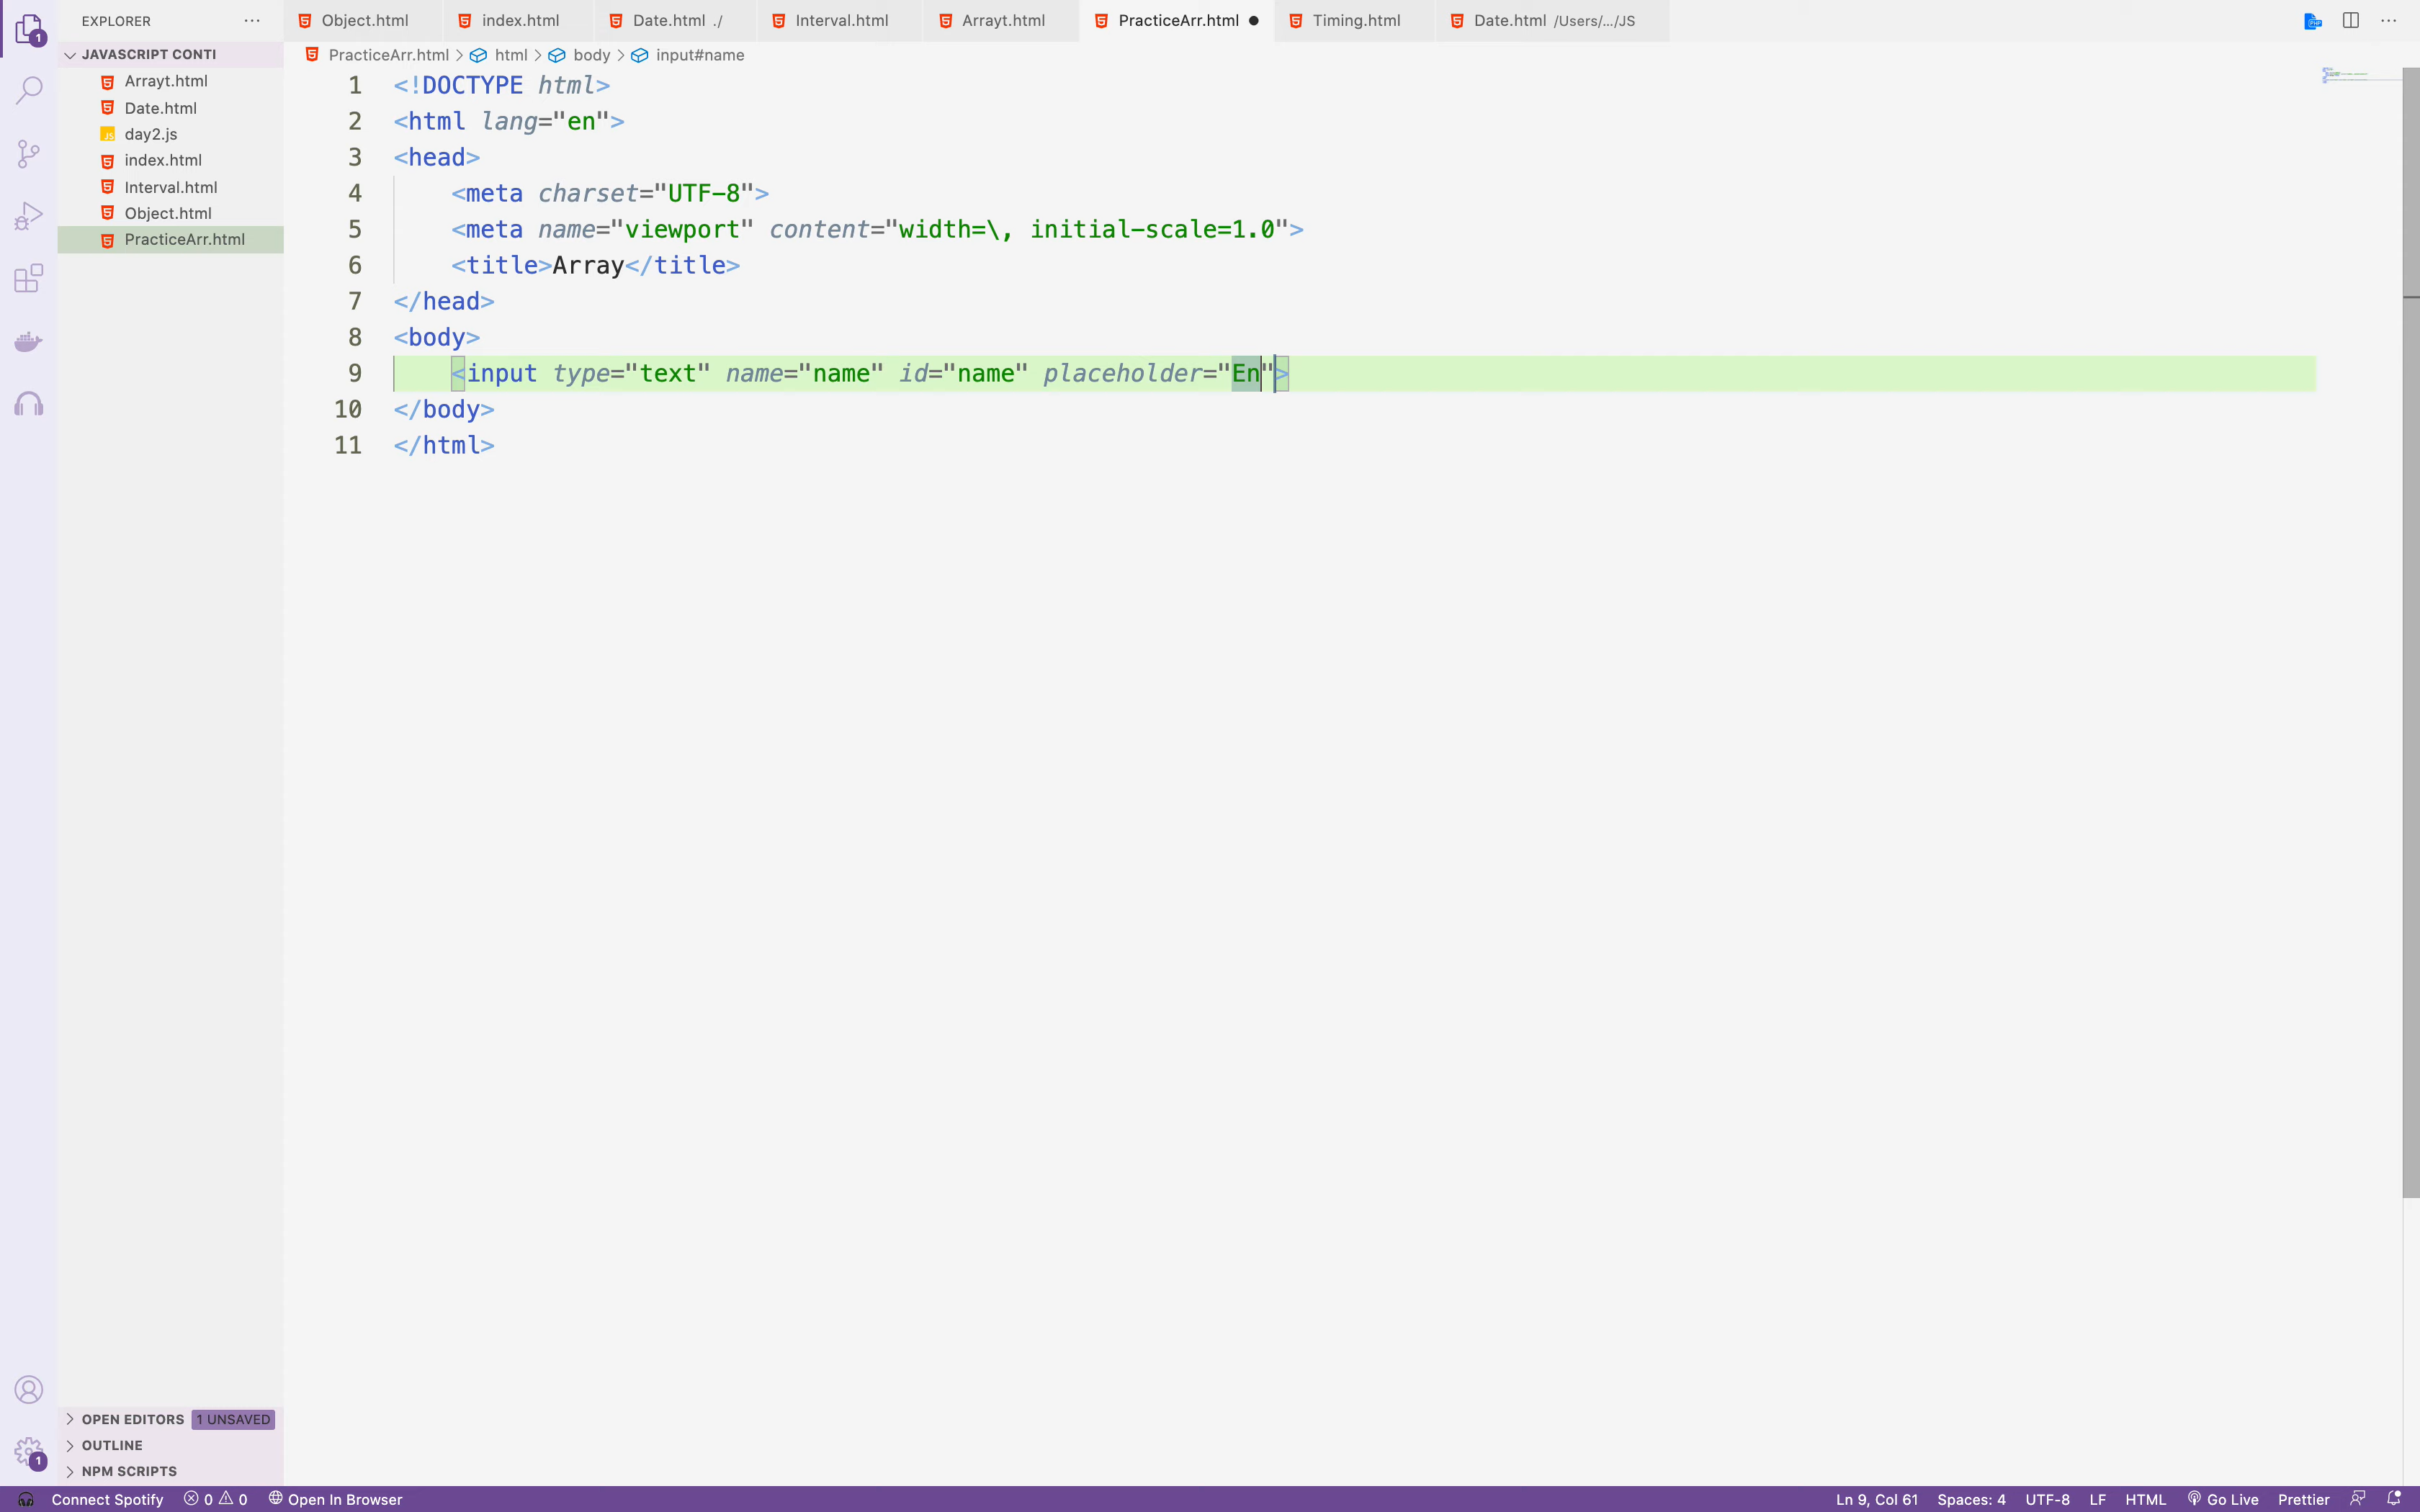 EXPLORER
JAVASCRIPT CONTI
Arrayt.html
Date.html
JS day2.js
index.html
Interval.html
Object.html
PracticeArr.html
OPEN EDITORS 1 UNSAVED
OUTLINE
NPM SCRIPTS
1
1
Object.html index.html Date.html ./ Interval.html Arrayt.html PracticeArr.html ● Timing.html Date.html /Users/.../JS
PracticeArr.html > html > body > input#name
1 <!DOCTYPE html>
2 <html lang="en">
3 <head>
4 <meta charset="UTF-8">
5 <meta name="viewport" content="width=\, initial-scale=1.0">
6 <title>Array</title>
7 </head>
8 <body>
9 <input type="text" name="name" id="name" placeholder="En">
10 </body>
11 </html>
Connect Spotify 0 0 Open In Browser Ln 9, Col 61 Spaces: 4 UTF-8 LF HTML Go Live Prettier